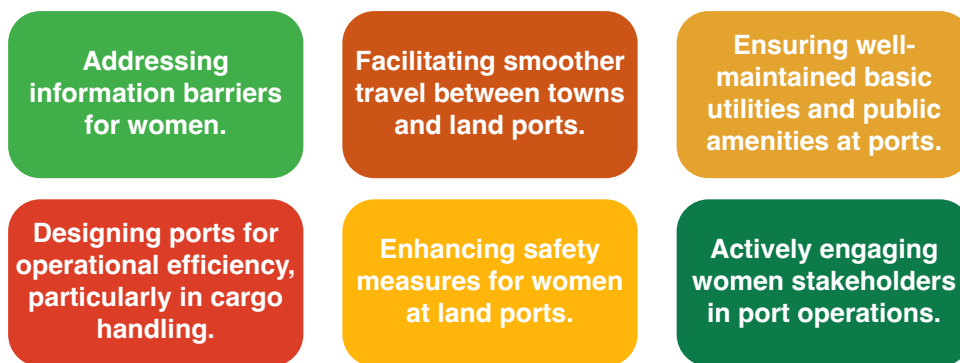 Addressing
information barriers
for women.
Facilitating smoother
travel between towns
and land ports.
Ensuring well-
maintained basic
utilities and public
amenities at ports.
Designing ports for
operational efficiency,
particularly in cargo
handling.
Enhancing safety
measures for women
at land ports.
Actively engaging
women stakeholders
in port operations.